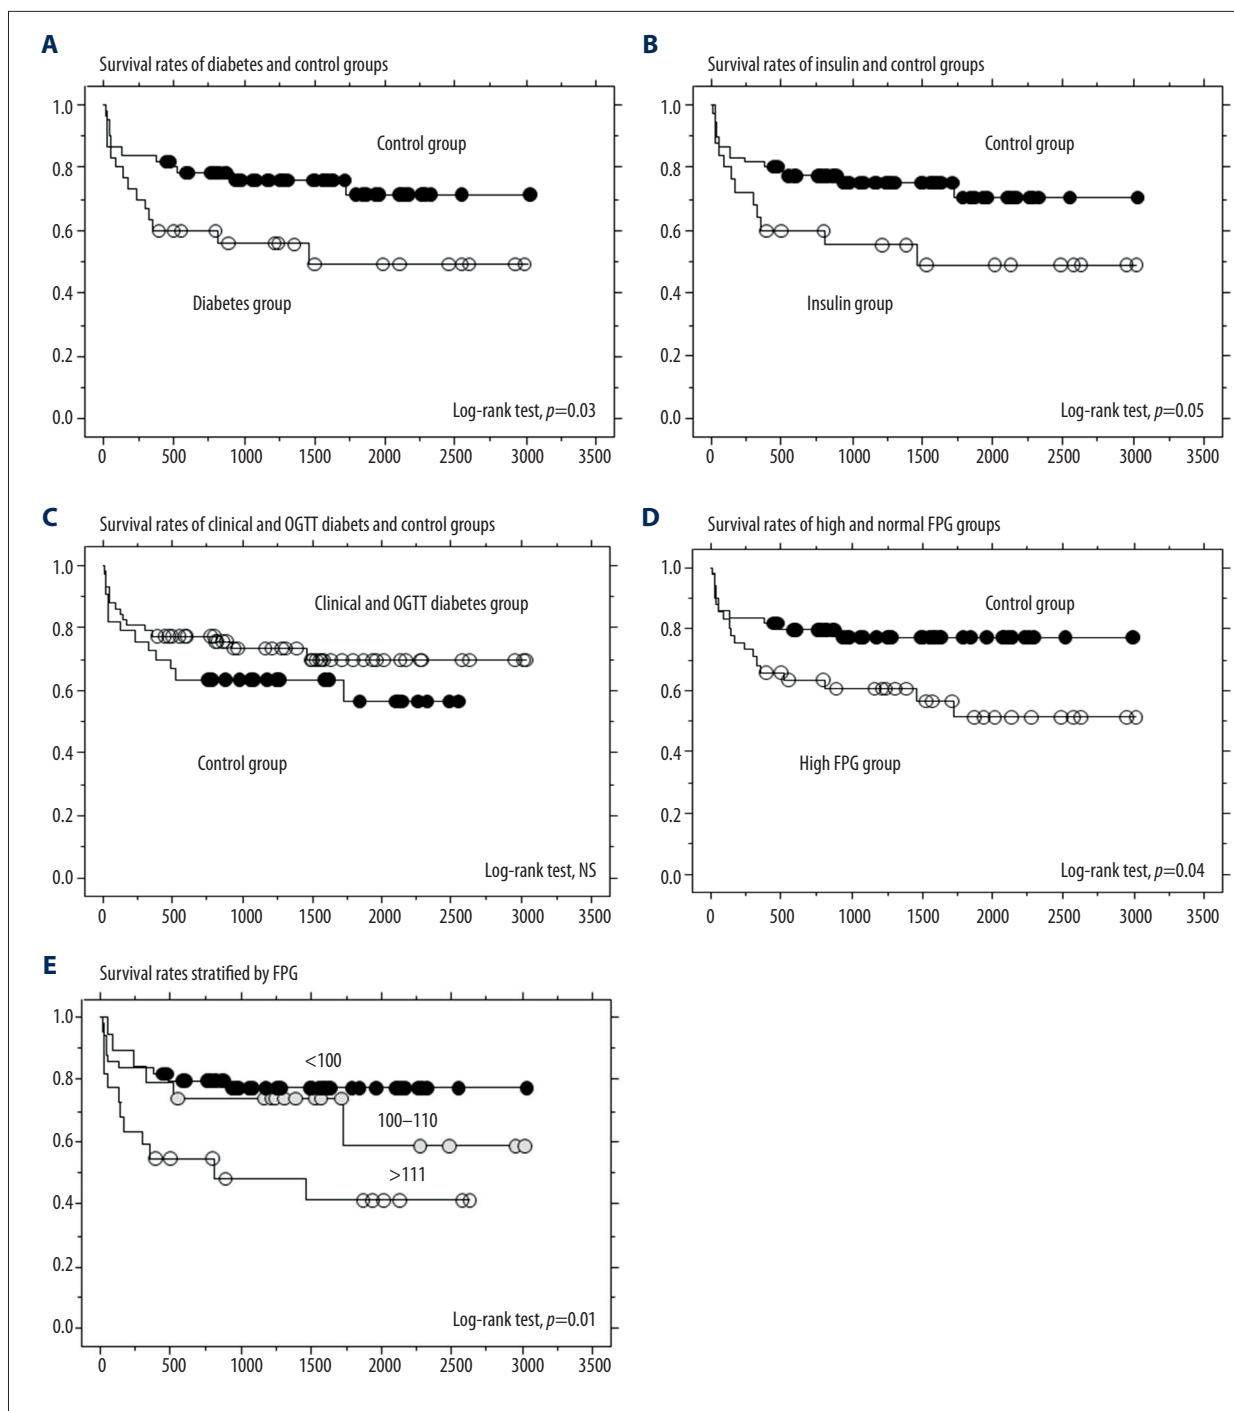 A
Survival rates of diabetes and control groups
1.0
0.8
0.6
0.4
0.2
0.0
Control group
Diabetes group
Log-rank test, p=0.03
0 500 1000 1500 2000 2500 3000 3500
B
Survival rates of insulin and control groups
1.0
0.8
0.6
0.4
0.2
0.0
Control group
Insulin group
Log-rank test, p=0.05
0 500 1000 1500 2000 2500 3000 3500
C
Survival rates of clinical and OGTT diabets and control groups
1.0
0.8
0.6
0.4
0.2
0.0
Clinical and OGTT diabetes group
Control group
Log-rank test, NS
0 500 1000 1500 2000 2500 3000 3500
D
Survival rates of high and normal FPG groups
1.0
0.8
0.6
0.4
0.2
0.0
Control group
High FPG group
Log-rank test, p=0.04
0 500 1000 1500 2000 2500 3000 3500
E
Survival rates stratified by FPG
1.0
0.8
0.6
0.4
0.2
0.0
<100
100–110
>111
Log-rank test, p=0.01
0 500 1000 1500 2000 2500 3000 3500